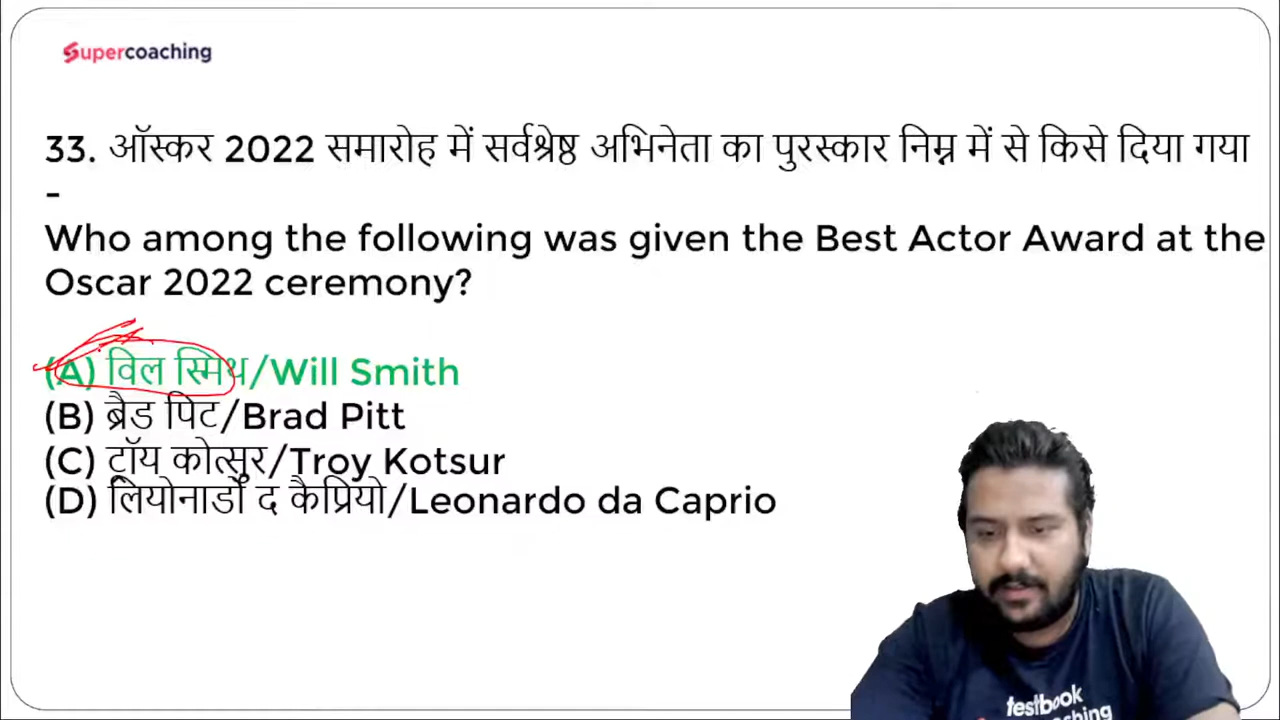 Supercoaching
33. ऑस्कर 2022 समारोह में सर्वश्रेष्ठ अभिनेता का पुरस्कार निम्न में से किसे दिया गया
-
Who among the following was given the Best Actor Award at the
Oscar 2022 ceremony?
(A) विल स्मिथ/Will Smith
(B) ब्रैड पिट/Brad Pitt
(C) ट्रॉय कोत्सुर/Troy Kotsur
(D) लियोनार्डो द कैप्रियो/Leonardo da Caprio
testbook